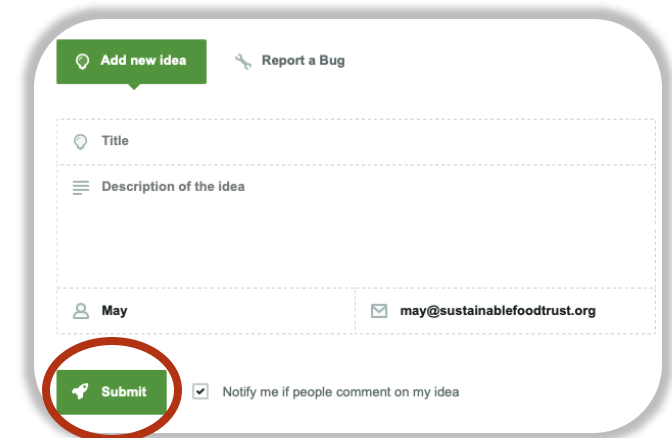 Add new idea Report a Bug
Title
Description of the idea
May may@sustainablefoodtrust.org
Submit Notify me if people comment on my idea